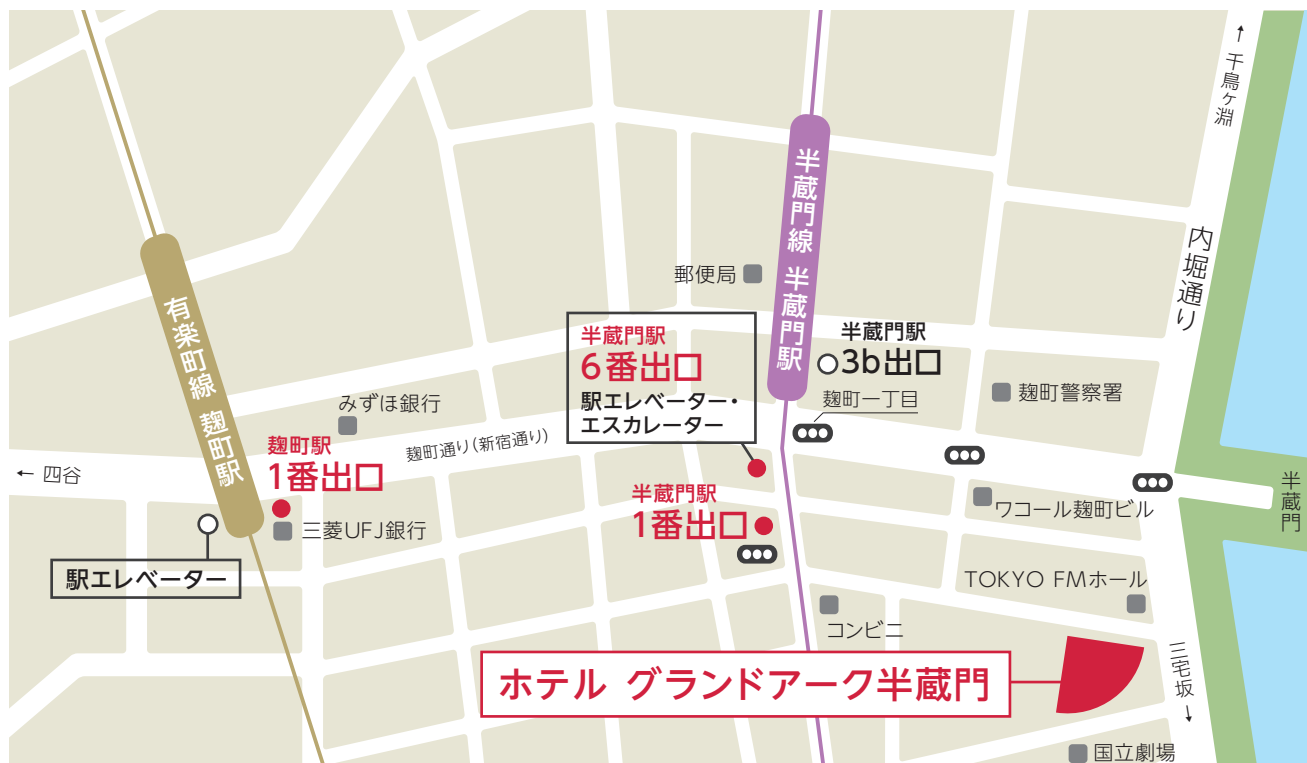 ↑ 千鳥ヶ淵
内堀通り
半蔵門線 半蔵門駅
郵便局
有楽町線 麹町駅
半蔵門駅
6番出口
駅エレベーター・
エスカレーター
半蔵門駅
3b出口
麹町一丁目
麹町警察署
みずほ銀行
麹町通り(新宿通り)
← 四谷
麹町駅
1番出口
三菱UFJ銀行
駅エレベーター
半蔵門駅
1番出口
ワコール麹町ビル
半蔵門
TOKYO FMホール
コンビニ
ホテル グランドアーク半蔵門
三宅坂 ↓
国立劇場